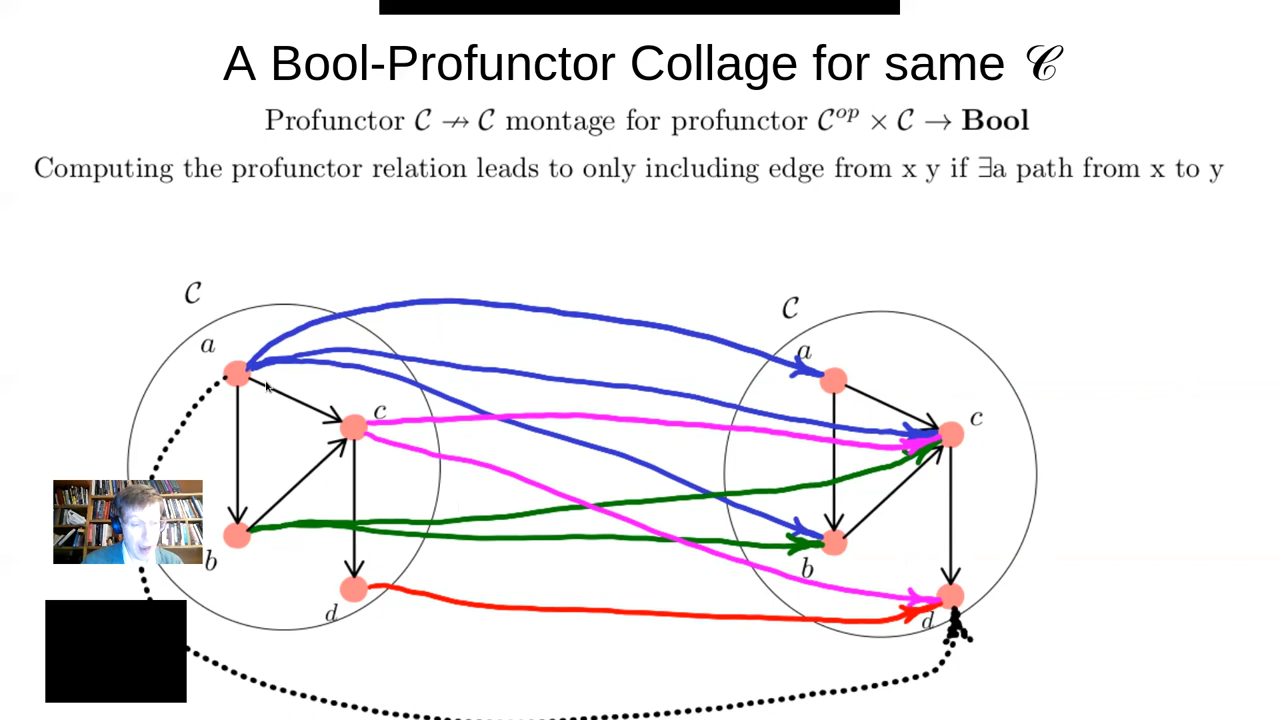 A Bool-Profunctor Collage for same 𝒞
Profunctor 𝒞 ↛ 𝒞 montage for profunctor 𝒞^{op} × 𝒞 → Bool
Computing the profunctor relation leads to only including edge from x y if ∃a path from x to y
𝒞
𝒞
a
a
c
c
b
b
d
d